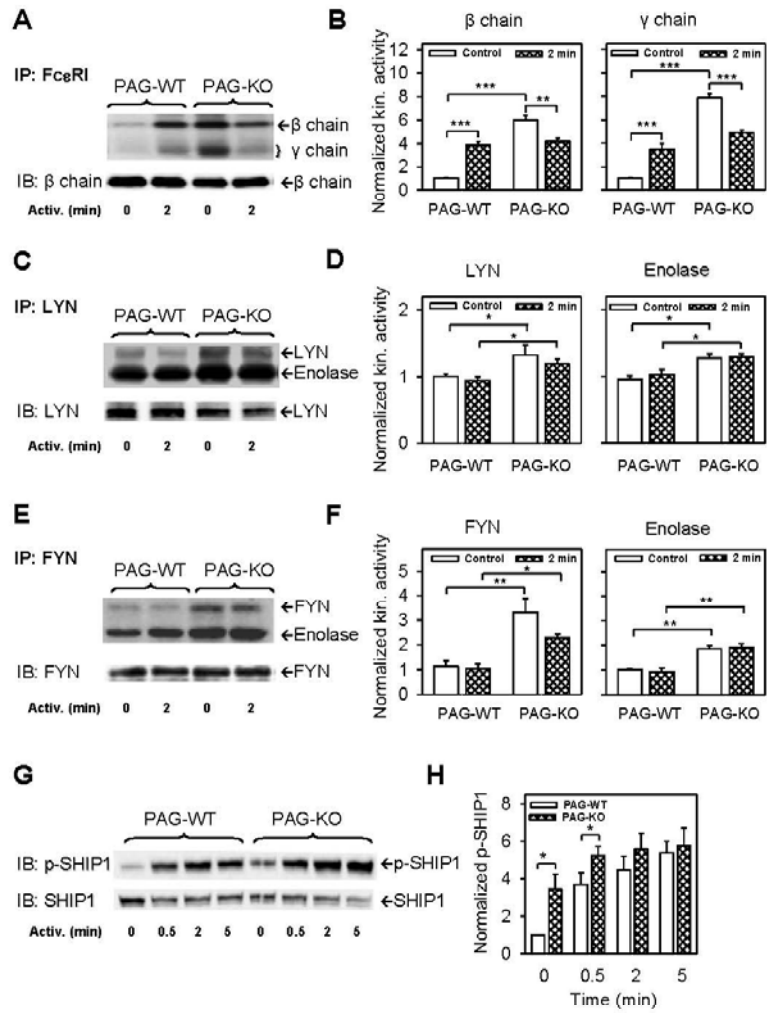 A
IP: FcεRI
PAG-WT PAG-KO
←β chain
} γ chain
IB: β chain ←β chain
Activ. (min) 0 2 0 2
B
β chain γ chain
Normalized kin. activity
12
10
8
6
4
2
0
Control 2 min
*** *** **
PAG-WT PAG-KO
Control 2 min
*** *** ***
PAG-WT PAG-KO
C
IP: LYN
PAG-WT PAG-KO
←LYN
←Enolase
IB: LYN ←LYN
Activ. (min) 0 2 0 2
D
LYN Enolase
Normalized kin. activity
2
1
0
Control 2 min
* *
PAG-WT PAG-KO
Control 2 min
* *
PAG-WT PAG-KO
E
IP: FYN
PAG-WT PAG-KO
←FYN
←Enolase
IB: FYN ←FYN
Activ. (min) 0 2 0 2
F
FYN Enolase
Normalized kin. activity
5
4
3
2
1
0
Control 2 min
** *
PAG-WT PAG-KO
Control 2 min
** **
PAG-WT PAG-KO
G
PAG-WT PAG-KO
IB: p-SHIP1 ←p-SHIP1
IB: SHIP1 ←SHIP1
Activ. (min) 0 0.5 2 5 0 0.5 2 5
H
Normalized p-SHIP1
8
4
0
PAG-WT
PAG-KO
* *
0 0.5 2 5
Time (min)